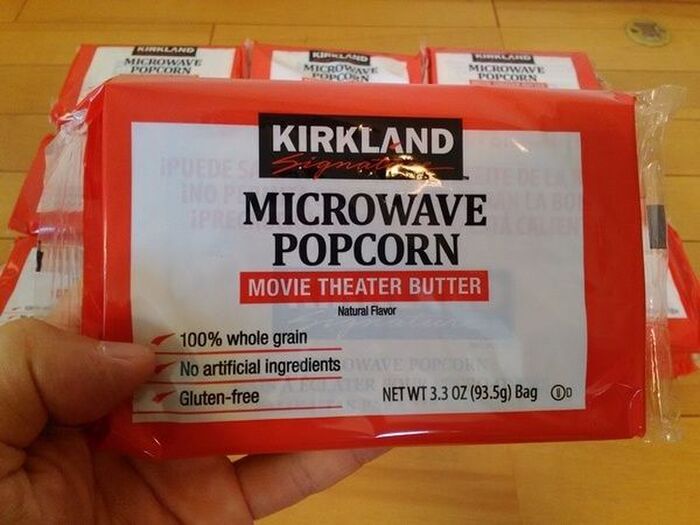 KIRKLAND
MICROWAVE
POPCORN
KIRKLAND
MICROWAVE
POPCORN
KIRKLAND
MICROWAVE
POPCORN
KIRKLAND
Signature
MICROWAVE
POPCORN
MOVIE THEATER BUTTER
Natural Flavor
100% whole grain
No artificial ingredients
Gluten-free
NET WT 3.3 OZ (93.5g) Bag Ⓤ D